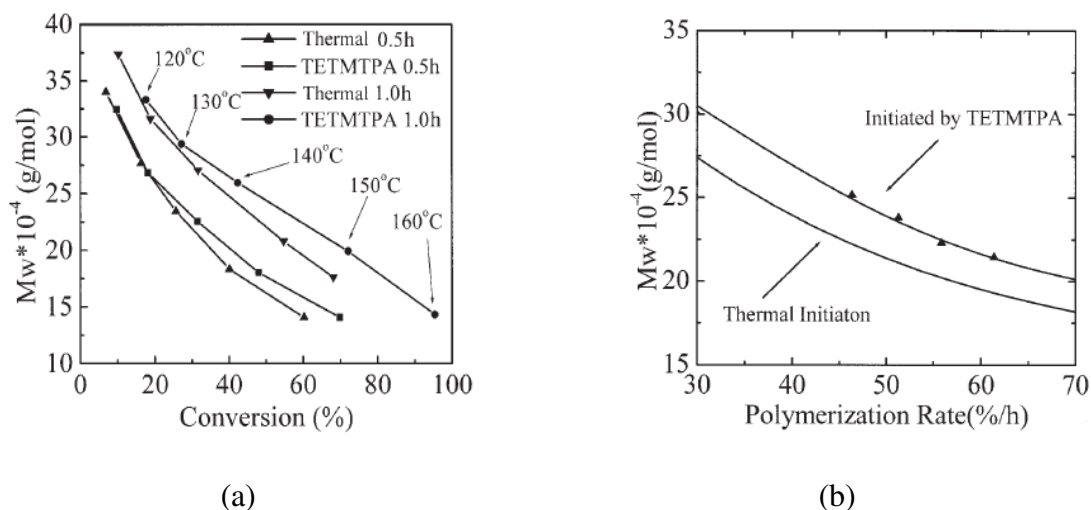 40
35
30
25
20
15
10
Mw*10⁻⁴ (g/mol)
Thermal 0.5h
TETMTPA 0.5h
Thermal 1.0h
TETMTPA 1.0h
120°C
130°C
140°C
150°C
160°C
0 20 40 60 80 100
Conversion (%)
(a)
35
30
25
20
15
Mw*10⁻⁴(g/mol)
Initiated by TETMTPA
Thermal Initiaton
30 40 50 60 70
Polymerization Rate(%/h)
(b)